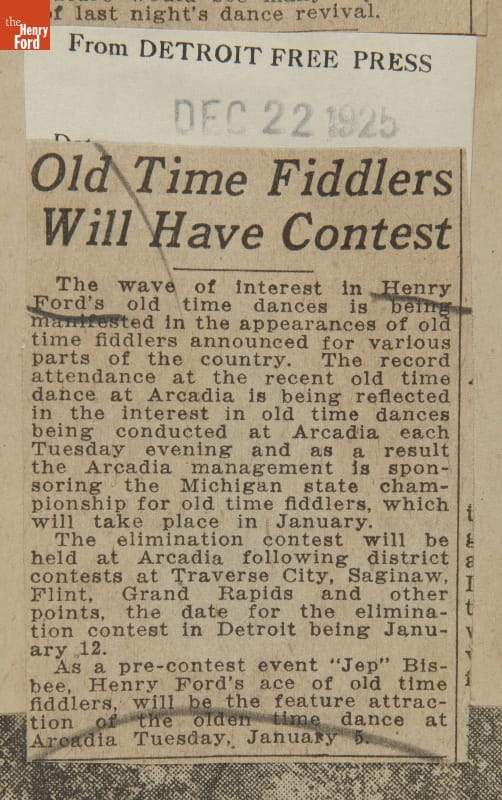 the
Henry
Ford
of last night's dance revival.
From DETROIT FREE PRESS
DEC 22 1925
Old Time Fiddlers
Will Have Contest
The wave of interest in Henry
Ford's old time dances is being
manifested in the appearances of old
time fiddlers announced for various
parts of the country. The record
attendance at the recent old time
dance at Arcadia is being reflected
in the interest in old time dances
being conducted at Arcadia each
Tuesday evening and as a result
the Arcadia management is spon-
soring the Michigan state cham-
pionship for old time fiddlers, which
will take place in January.
The elimination contest will be
held at Arcadia following district
contests at Traverse City, Saginaw,
Flint, Grand Rapids and other
points, the date for the elimina-
tion contest in Detroit being Janu-
ary 12.
As a pre-contest event "Jep" Bis-
bee, Henry Ford's ace of old time
fiddlers, will be the feature attrac-
tion of the olden time dance at
Arcadia Tuesday, January 5.